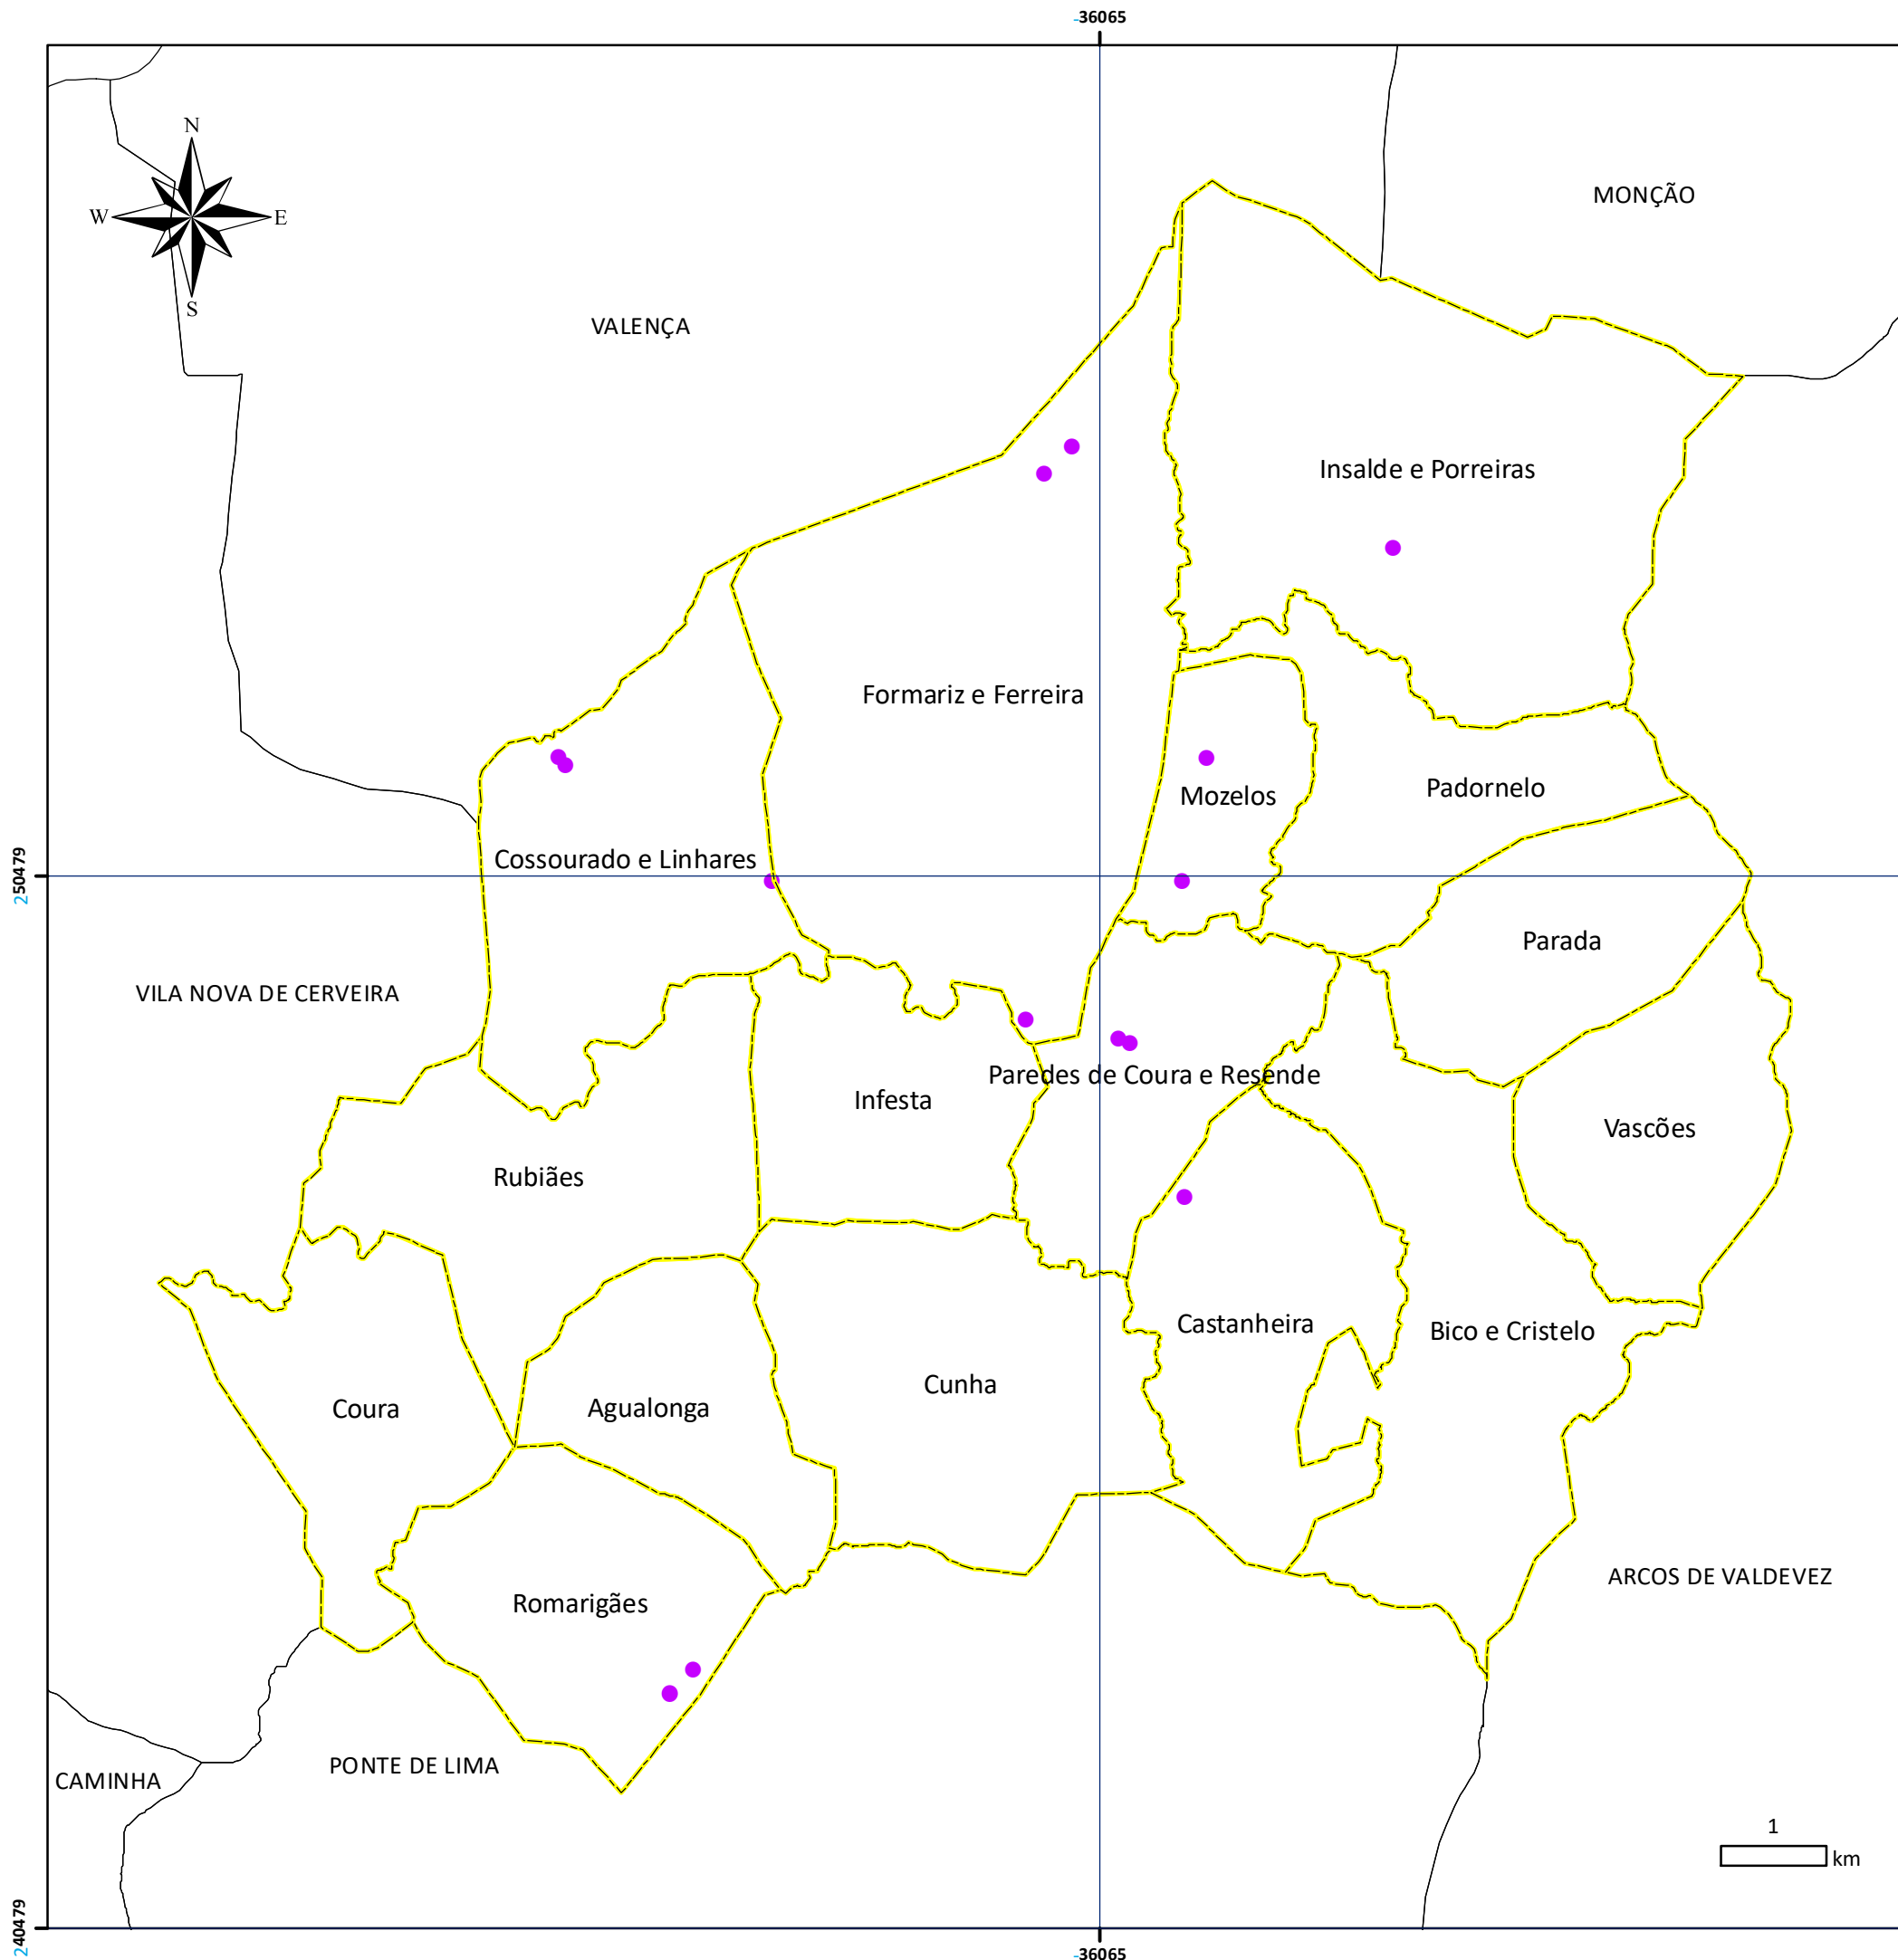 -36065
N
MONÇÃO
W
E
S
VALENÇA
Insalde e Porreiras
Formariz e Ferreira
Mozelos
Padornelo
Cossourado e Linhares
250479
Parada
VILA NOVA DE CERVEIRA
Paredes de Coura e Resende
Infesta
Vascões
Rubiães
Castanheira
Bico e Cristelo
Cunha
Coura
Agualonga
ARCOS DE VALDEVEZ
Romarigães
PONTE DE LIMA
CAMINHA
1
km
240479
-36065